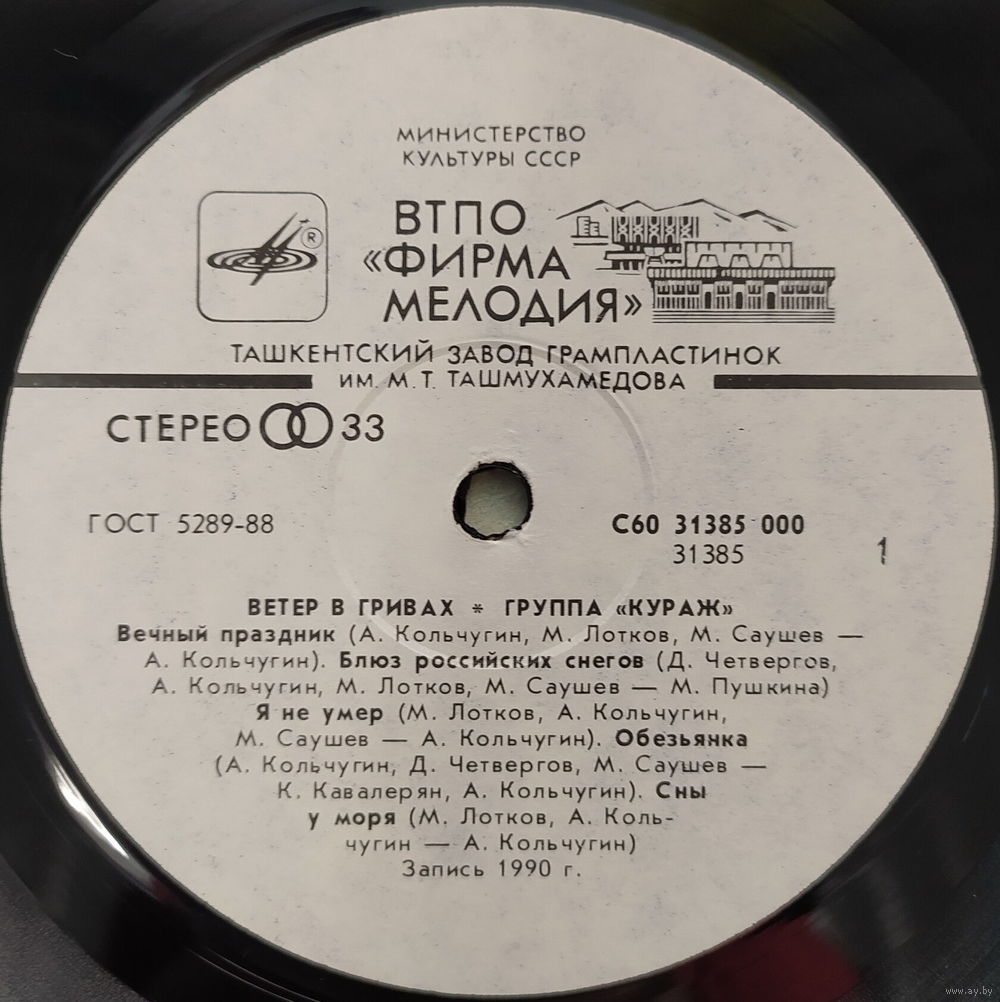 МИНИСТЕРСТВО
КУЛЬТУРЫ СССР
ВТПО
«ФИРМА
МЕЛОДИЯ»
®
ТАШКЕНТСКИЙ ЗАВОД ГРАМПЛАСТИНОК
ИМ. М. Т. ТАШМУХАМЕДОВА
СТЕРЕО 33
ГОСТ 5289-88
С60 31385 000
31385
1
ВЕТЕР В ГРИВАХ * ГРУППА «КУРАЖ»
Вечный праздник (А. Кольчугин, М. Лотков, М. Саушев —
А. Кольчугин). Блюз российских снегов (Д. Четвергов,
А. Кольчугин, М. Лотков, М. Саушев — М. Пушкина)
Я не умер (М. Лотков, А. Кольчугин,
М. Саушев — А. Кольчугин). Обезьянка
(А. Кольчугин, Д. Четвергов, М. Саушев —
К. Кавалерян, А. Кольчугин). Сны
у моря (М. Лотков, А. Коль-
чугин — А. Кольчугин)
Запись 1990 г.
www.ay.by